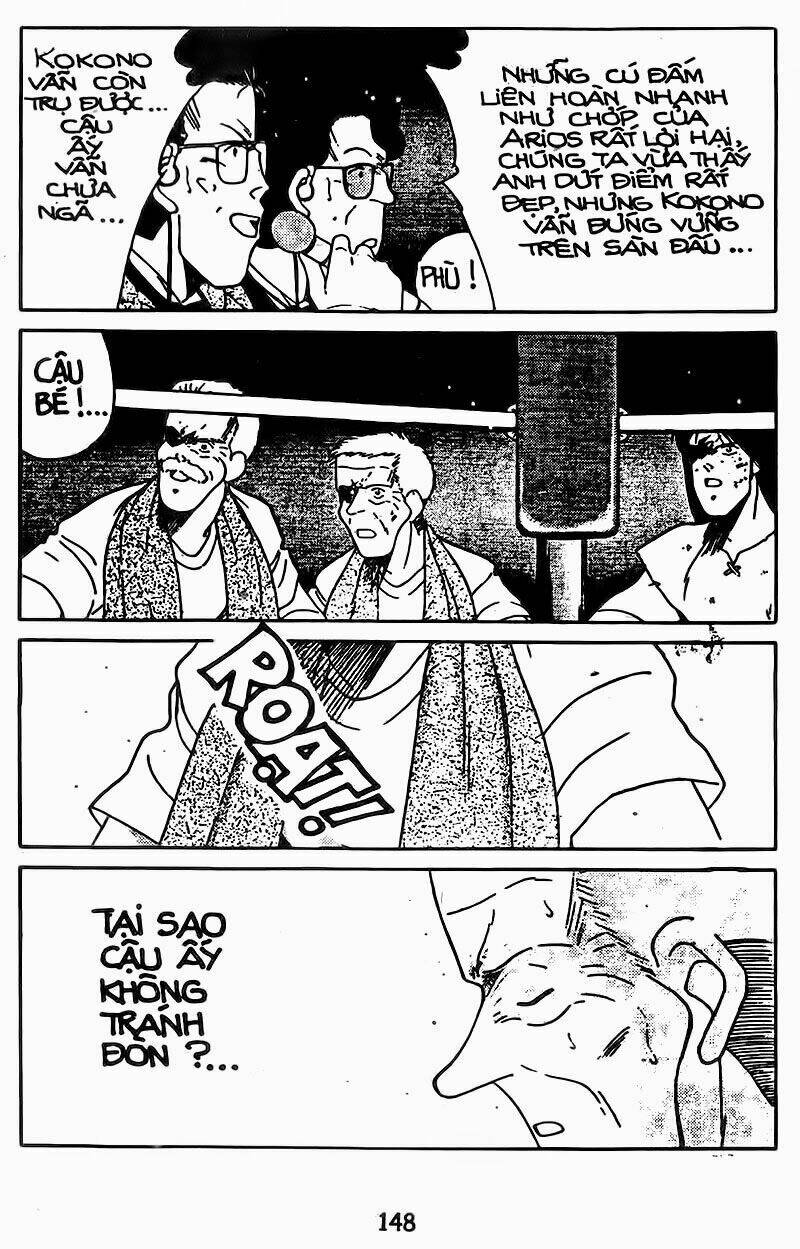 KOKONO
VẪN CÒN
TRỤ ĐƯỢC...
CẬU
ẤY
VẪN
CHƯA
NGÃ...
NHỮNG CÚ ĐẤM
LIÊN HOÀN NHANH
NHƯ CHỚP CỦA
ARIOS RẤT LỢI HẠI,
CHÚNG TA VỪA THẤY
ANH DỨT ĐIỂM RẤT
ĐẸP, NHƯNG KOKONO
VẪN ĐỨNG VỮNG
TRÊN SÀN ĐẤU...
PHÙ!
CẬU
BÉ!...
ROẠT!
TẠI SAO
CẬU ẤY
KHÔNG
TRÁNH
ĐÒN?...
148